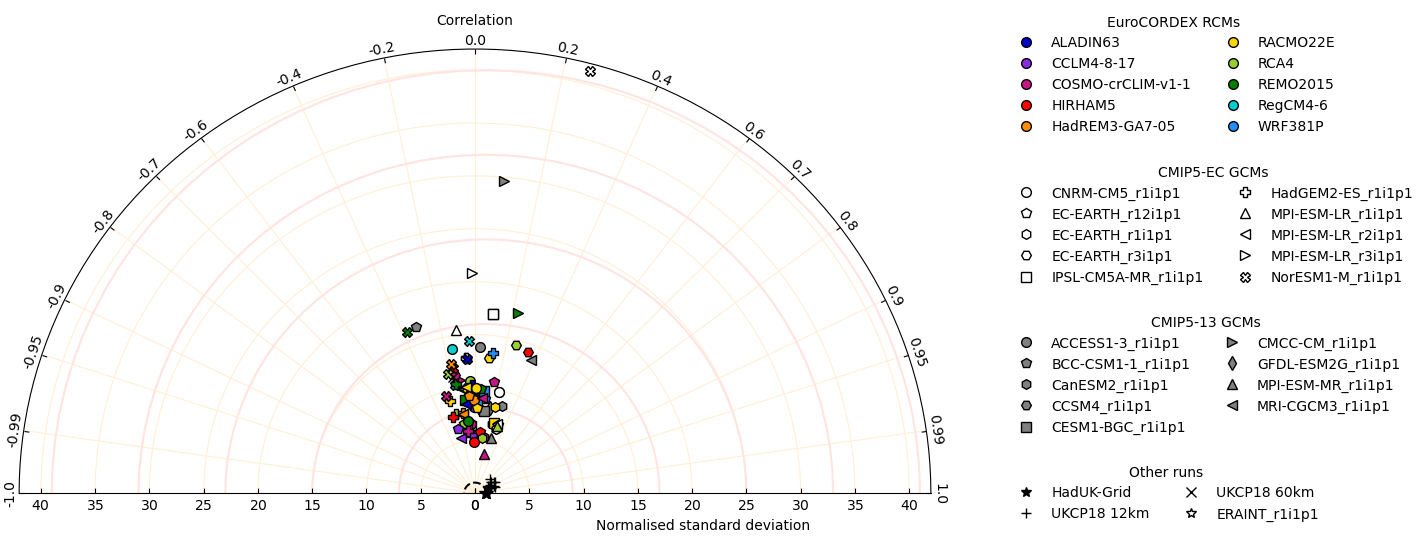 Correlation
-1.0
-0.99
-0.95
-0.9
-0.8
-0.7
-0.6
-0.4
-0.2
0.0
0.2
0.4
0.6
0.7
0.8
0.9
0.95
0.99
1.0
40 35 30 25 20 15 10 5 0 5 10 15 20 25 30 35 40
Normalised standard deviation
EuroCORDEX RCMs
ALADIN63 RACMO22E
CCLM4-8-17 RCA4
COSMO-crCLIM-v1-1 REMO2015
HIRHAM5 RegCM4-6
HadREM3-GA7-05 WRF381P
CMIP5-EC GCMs
CNRM-CM5_r1i1p1 HadGEM2-ES_r1i1p1
EC-EARTH_r12i1p1 MPI-ESM-LR_r1i1p1
EC-EARTH_r1i1p1 MPI-ESM-LR_r2i1p1
EC-EARTH_r3i1p1 MPI-ESM-LR_r3i1p1
IPSL-CM5A-MR_r1i1p1 NorESM1-M_r1i1p1
CMIP5-13 GCMs
ACCESS1-3_r1i1p1 CMCC-CM_r1i1p1
BCC-CSM1-1_r1i1p1 GFDL-ESM2G_r1i1p1
CanESM2_r1i1p1 MPI-ESM-MR_r1i1p1
CCSM4_r1i1p1 MRI-CGCM3_r1i1p1
CESM1-BGC_r1i1p1
Other runs
HadUK-Grid UKCP18 60km
UKCP18 12km ERAINT_r1i1p1